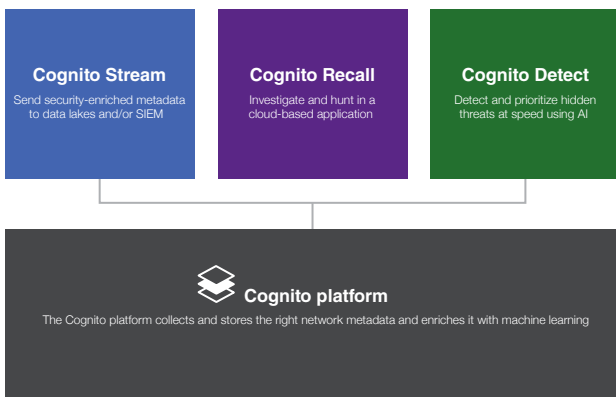 Cognito Stream
Send security-enriched metadata
to data lakes and/or SIEM
Cognito Recall
Investigate and hunt in a
cloud-based application
Cognito Detect
Detect and prioritize hidden
threats at speed using AI
Cognito platform
The Cognito platform collects and stores the right network metadata and enriches it with machine learning